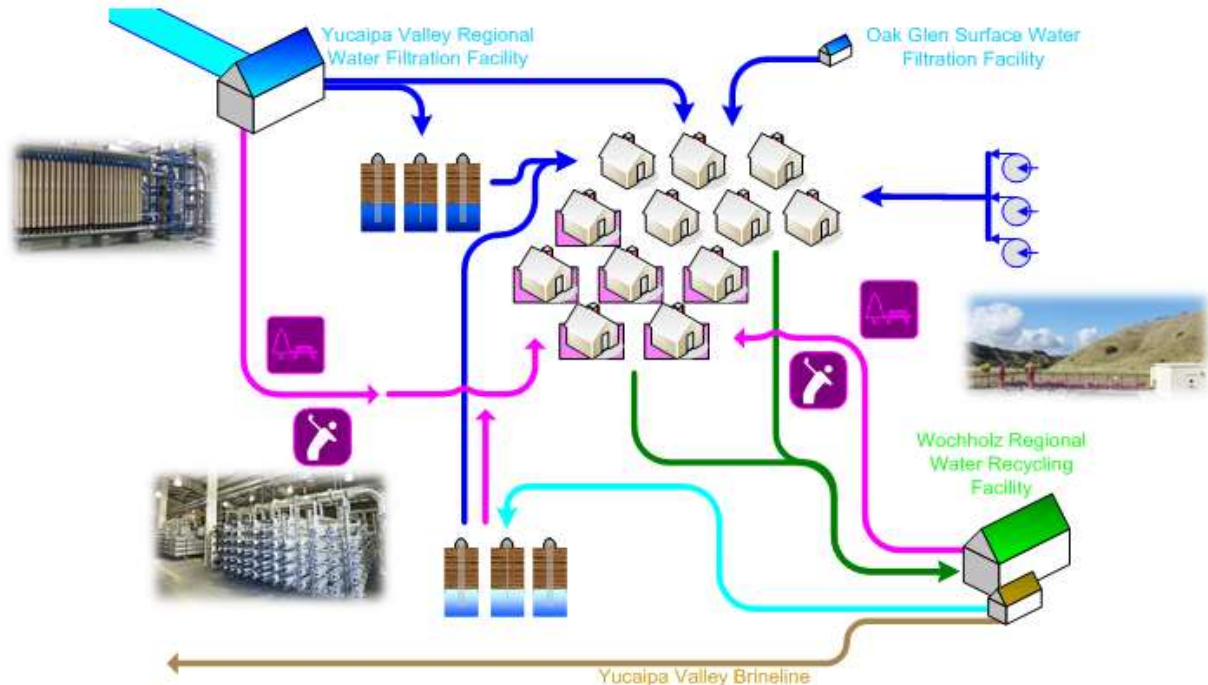 Yucaipa Valley Regional
Water Filtration Facility
Oak Glen Surface Water
Filtration Facility
Wochholz Regional
Water Recycling
Facility
Yucaipa Valley Brineline